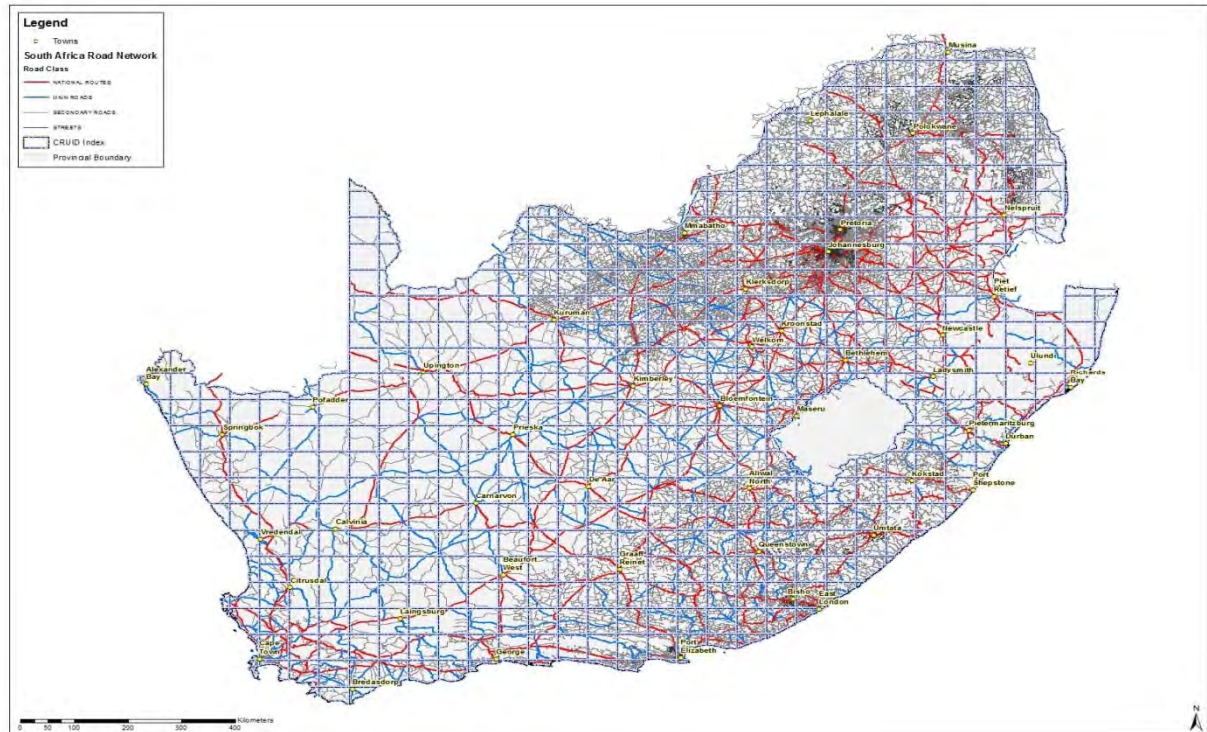 Legend
Towns
South Africa Road Network
Road Class
NATIONAL ROUTES
MAIN ROADS
SECONDARY ROADS
STREETS
CRUID Index
Provincial Boundary
Musina
Lephalale
Polokwane
Nelspruit
Pretoria
Mmabatho
Johannesburg
Klerksdorp
Piet
Retief
Kuruman
Kroonstad
Newcastle
Welkom
Bethlehem
Ulundi
Alexander
Bay
Upington
Kimberley
Ladysmith
Richards
Bay
Pofadder
Bloemfontein
Maseru
Springbok
Prieska
Pietermaritzburg
Durban
De Aar
Aliwal
North
Kokstad
Port
Shepstone
Carnarvon
Calvinia
Vredendal
Umtata
Queenstown
Beaufort
West
Graaff
Reinet
Citrusdal
Bisho
East
London
Laingsburg
Cape
Town
George
Port
Elizabeth
Bredasdorp
0 50 100 200 300 400
Kilometers
N